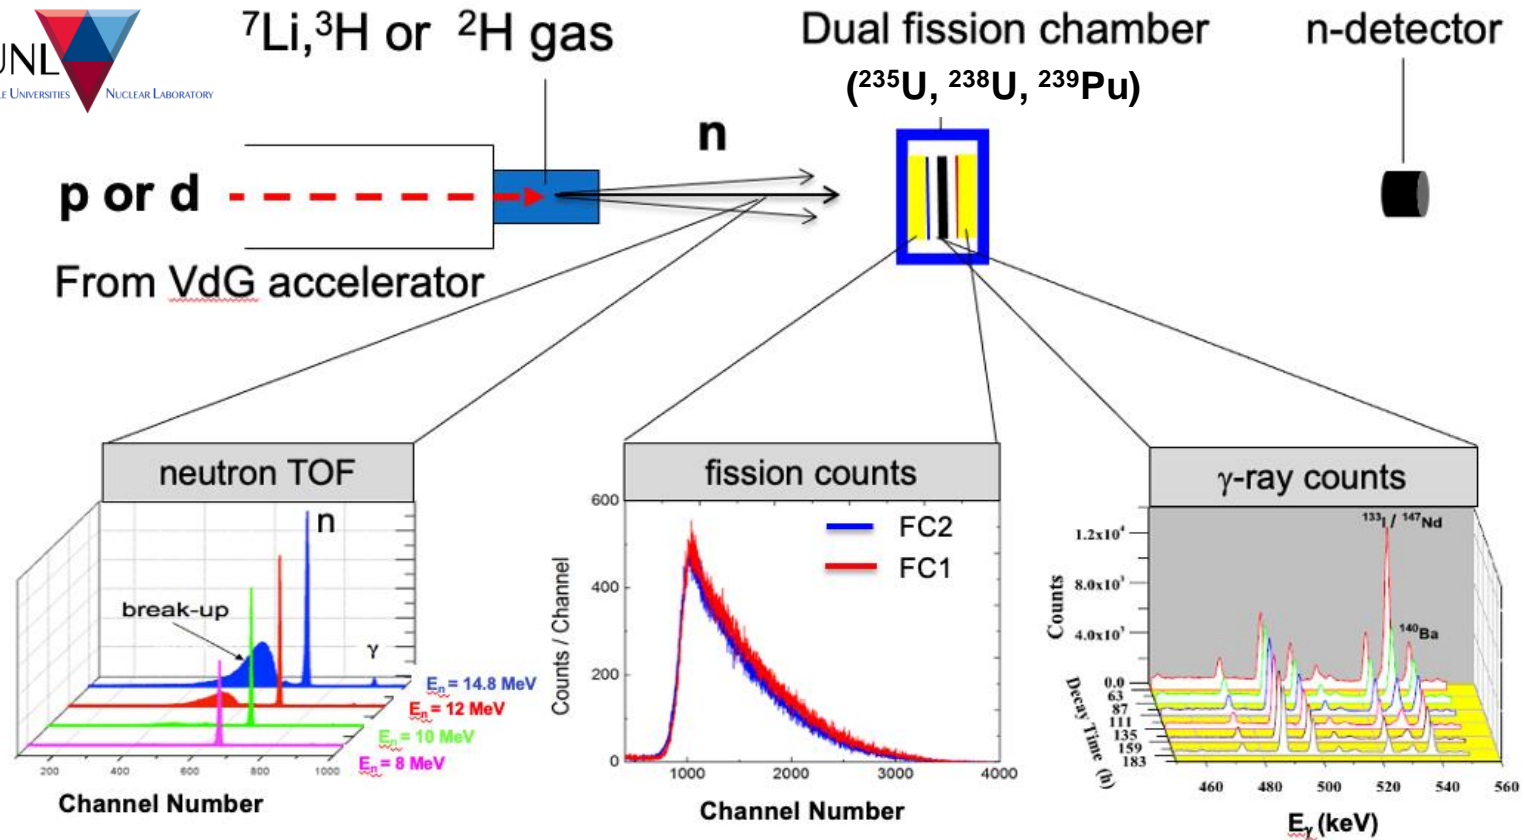 UNL
LE UNIVERSITIES NUCLEAR LABORATORY
⁷Li,³H or ²H gas
Dual fission chamber
(²³⁵U, ²³⁸U, ²³⁹Pu)
n-detector
n
p or d
From VdG accelerator
neutron TOF
n
break-up
γ
Eₙ = 14.8 MeV
Eₙ = 12 MeV
Eₙ = 10 MeV
Eₙ = 8 MeV
200 400 600 800 1000
Channel Number
fission counts
600
400
200
0
Counts / Channel
FC2
FC1
1000 2000 3000 4000
Channel Number
γ-ray counts
¹³³I / ¹⁴⁷Nd
¹⁴⁰Ba
1.2x10⁴
8.0x10³
4.0x10³
0.0
Counts
63
87
111
135
159
183
Decay Time (h)
460 480 500 520 540 560
Eᵧ (keV)